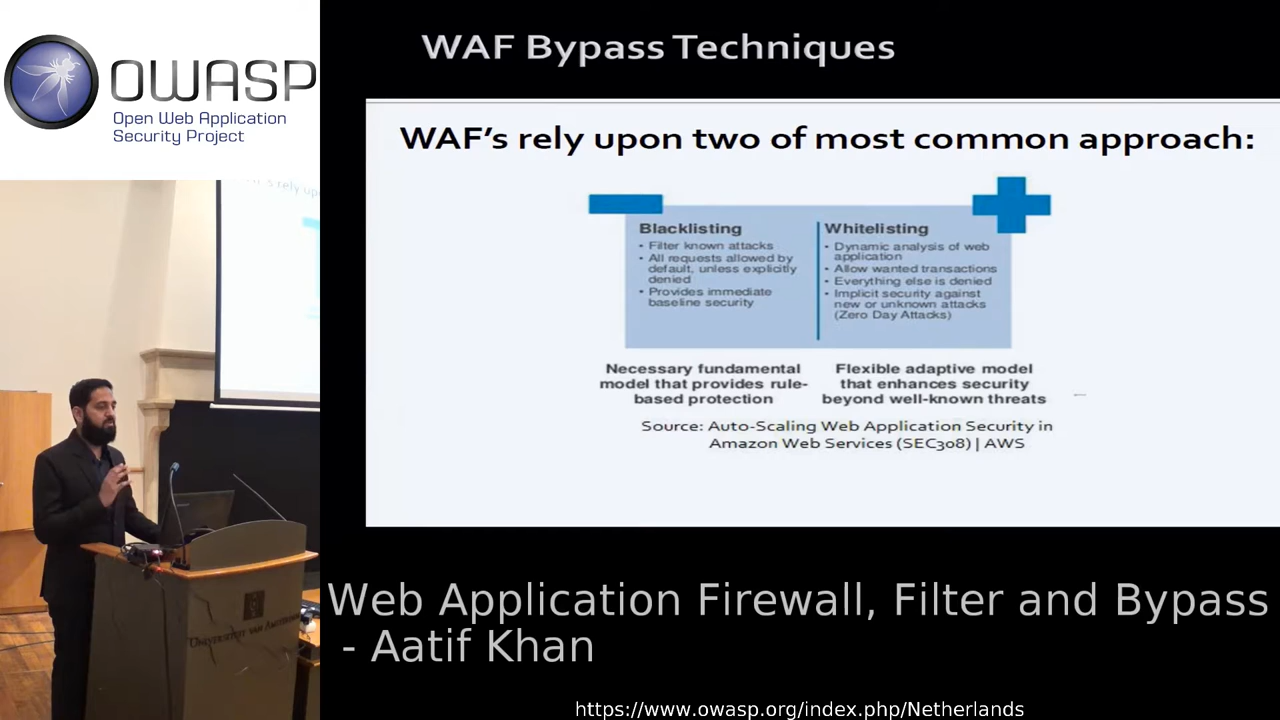 OWASP
Open Web Application
Security Project
WAF Bypass Techniques
WAF's rely upon two of most common approach:
Blacklisting
• Filter known attacks
• All requests allowed by
default, unless explicitly
denied
• Provides immediate
baseline security
Whitelisting
• Dynamic analysis of web
application
• Allow wanted transactions
• Everything else is denied
• Implicit security against
new or unknown attacks
(Zero Day Attacks)
Necessary fundamental
model that provides rule-
based protection
Flexible adaptive model
that enhances security
beyond well-known threats
Source: Auto-Scaling Web Application Security in
Amazon Web Services (SEC308) | AWS
UNIVERSITEIT VAN AMSTERDAM
Web Application Firewall, Filter and Bypass
- Aatif Khan
https://www.owasp.org/index.php/Netherlands